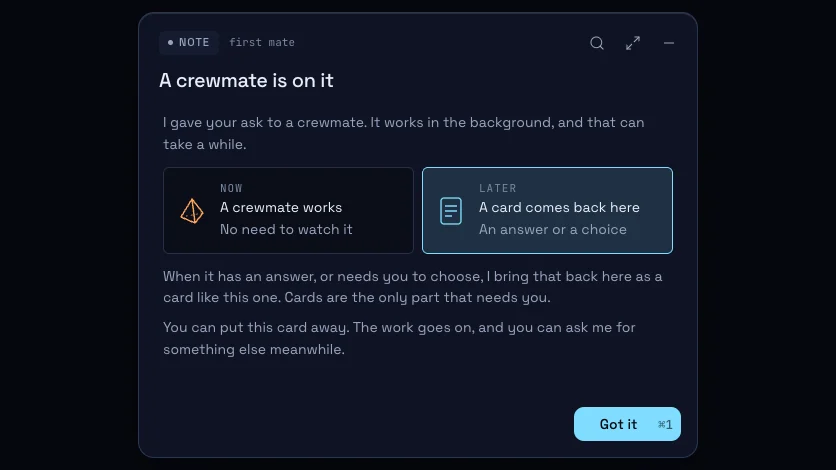 NOTE first mate
A crewmate is on it
I gave your ask to a crewmate. It works in the background, and that can
take a while.
NOW
A crewmate works
No need to watch it
LATER
A card comes back here
An answer or a choice
When it has an answer, or needs you to choose, I bring that back here as a
card like this one. Cards are the only part that needs you.
You can put this card away. The work goes on, and you can ask me for
something else meanwhile.
Got it ⌘1